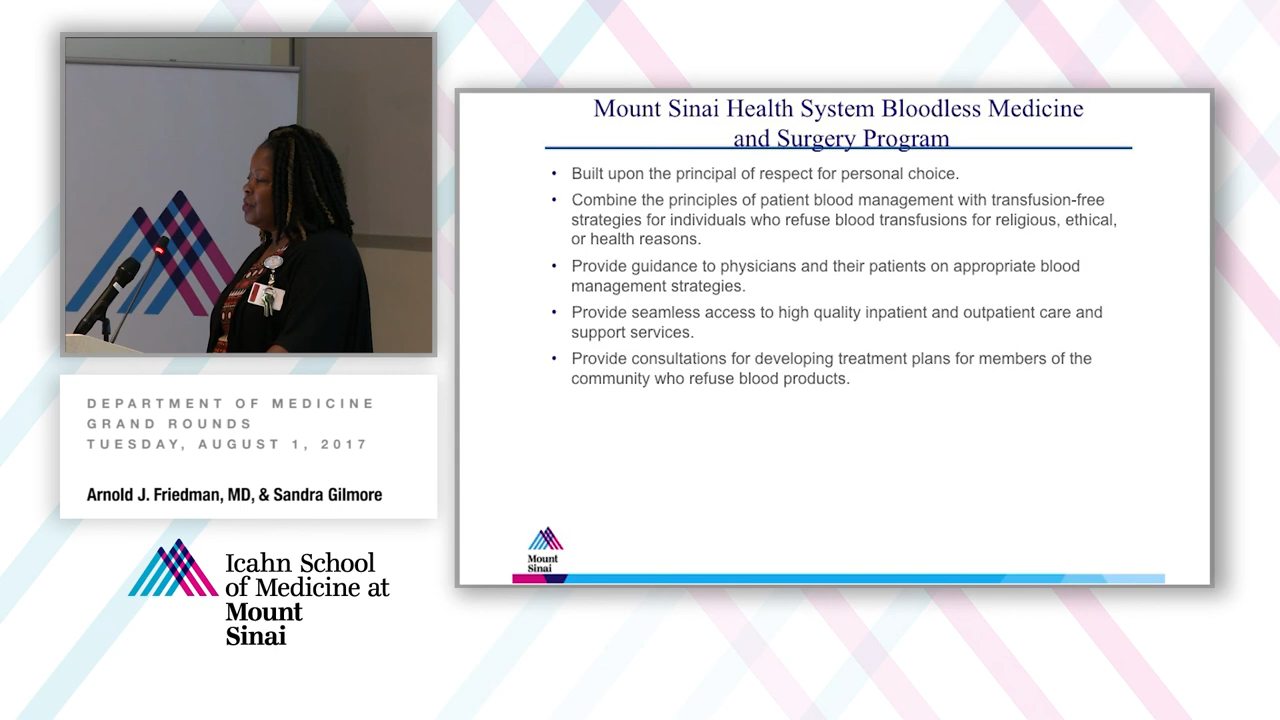 Mount Sinai Health System Bloodless Medicine
and Surgery Program
• Built upon the principal of respect for personal choice.
• Combine the principles of patient blood management with transfusion-free
strategies for individuals who refuse blood transfusions for religious, ethical,
or health reasons.
• Provide guidance to physicians and their patients on appropriate blood
management strategies.
• Provide seamless access to high quality inpatient and outpatient care and
support services.
• Provide consultations for developing treatment plans for members of the
community who refuse blood products.
Mount
Sinai
DEPARTMENT OF MEDICINE
GRAND ROUNDS
TUESDAY, AUGUST 1, 2017
Arnold J. Friedman, MD, & Sandra Gilmore
Icahn School
of Medicine at
Mount
Sinai